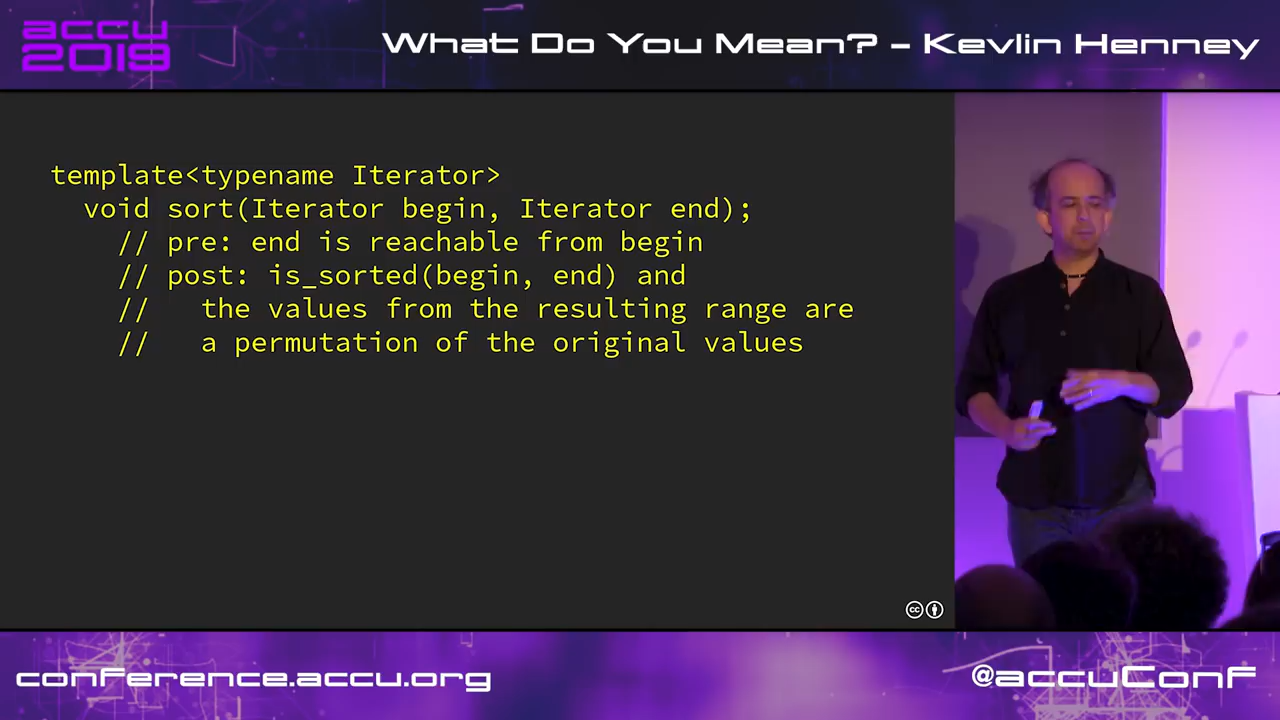 accu
2019
What Do You Mean? – Kevlin Henney
template<typename Iterator>
  void sort(Iterator begin, Iterator end);
    // pre: end is reachable from begin
    // post: is_sorted(begin, end) and
    //   the values from the resulting range are
    //   a permutation of the original values
cc
conference.accu.org
@accuConf